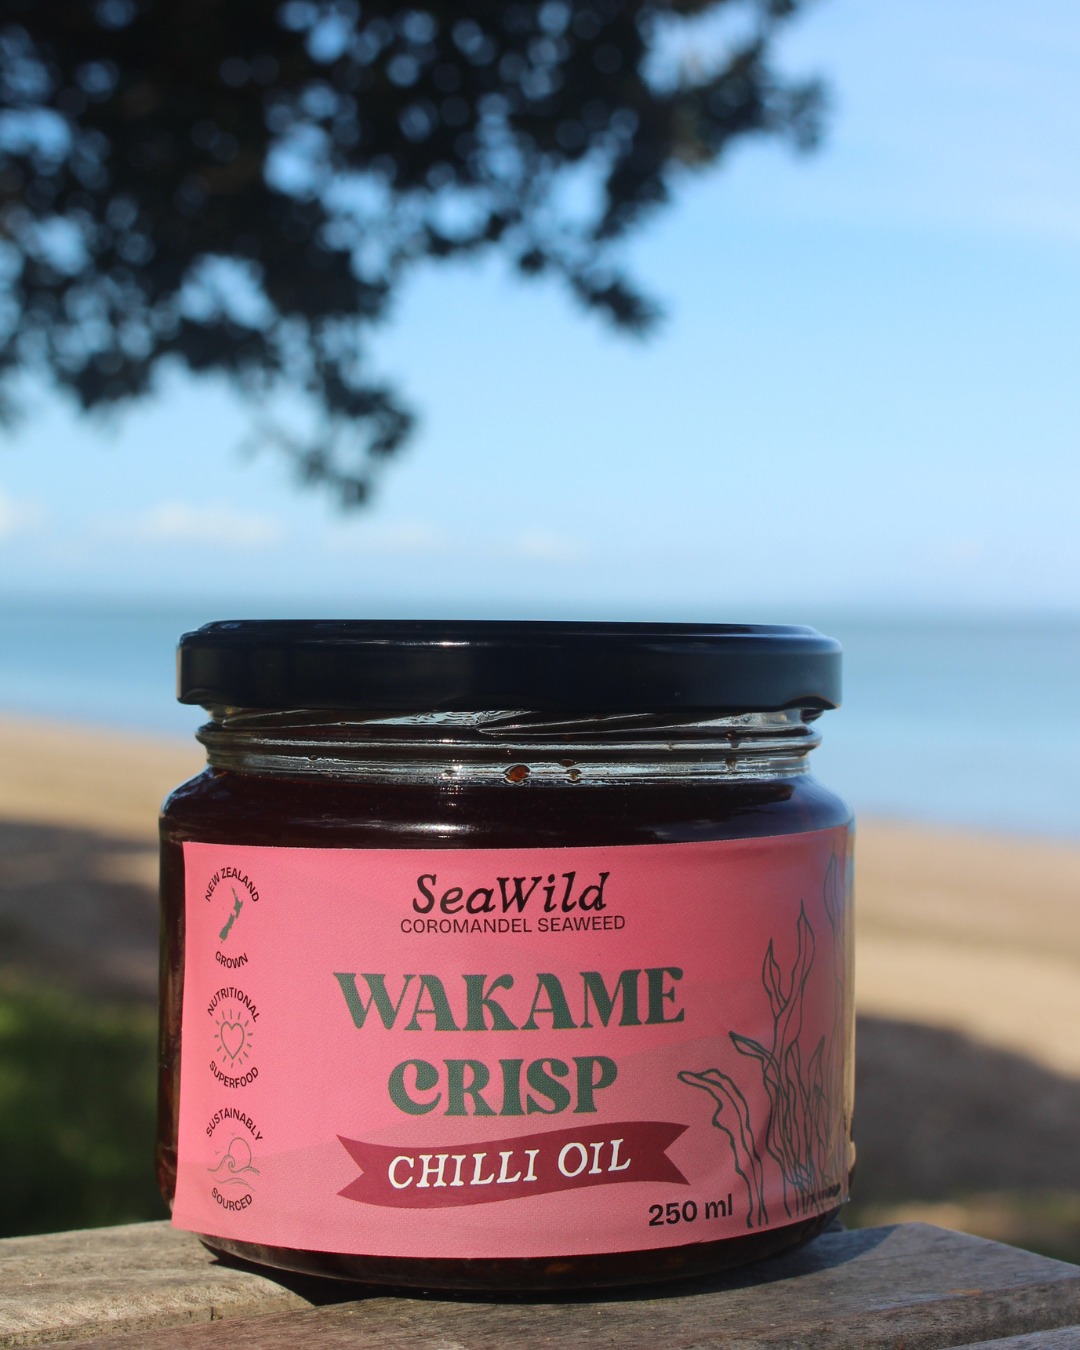 SeaWild
COROMANDEL SEAWEED
WAKAME
CRISP
CHILLI OIL
250 ml
NEW ZEALAND
GROWN
NUTRITIONAL
SUPERFOOD
SUSTAINABLY
SOURCED